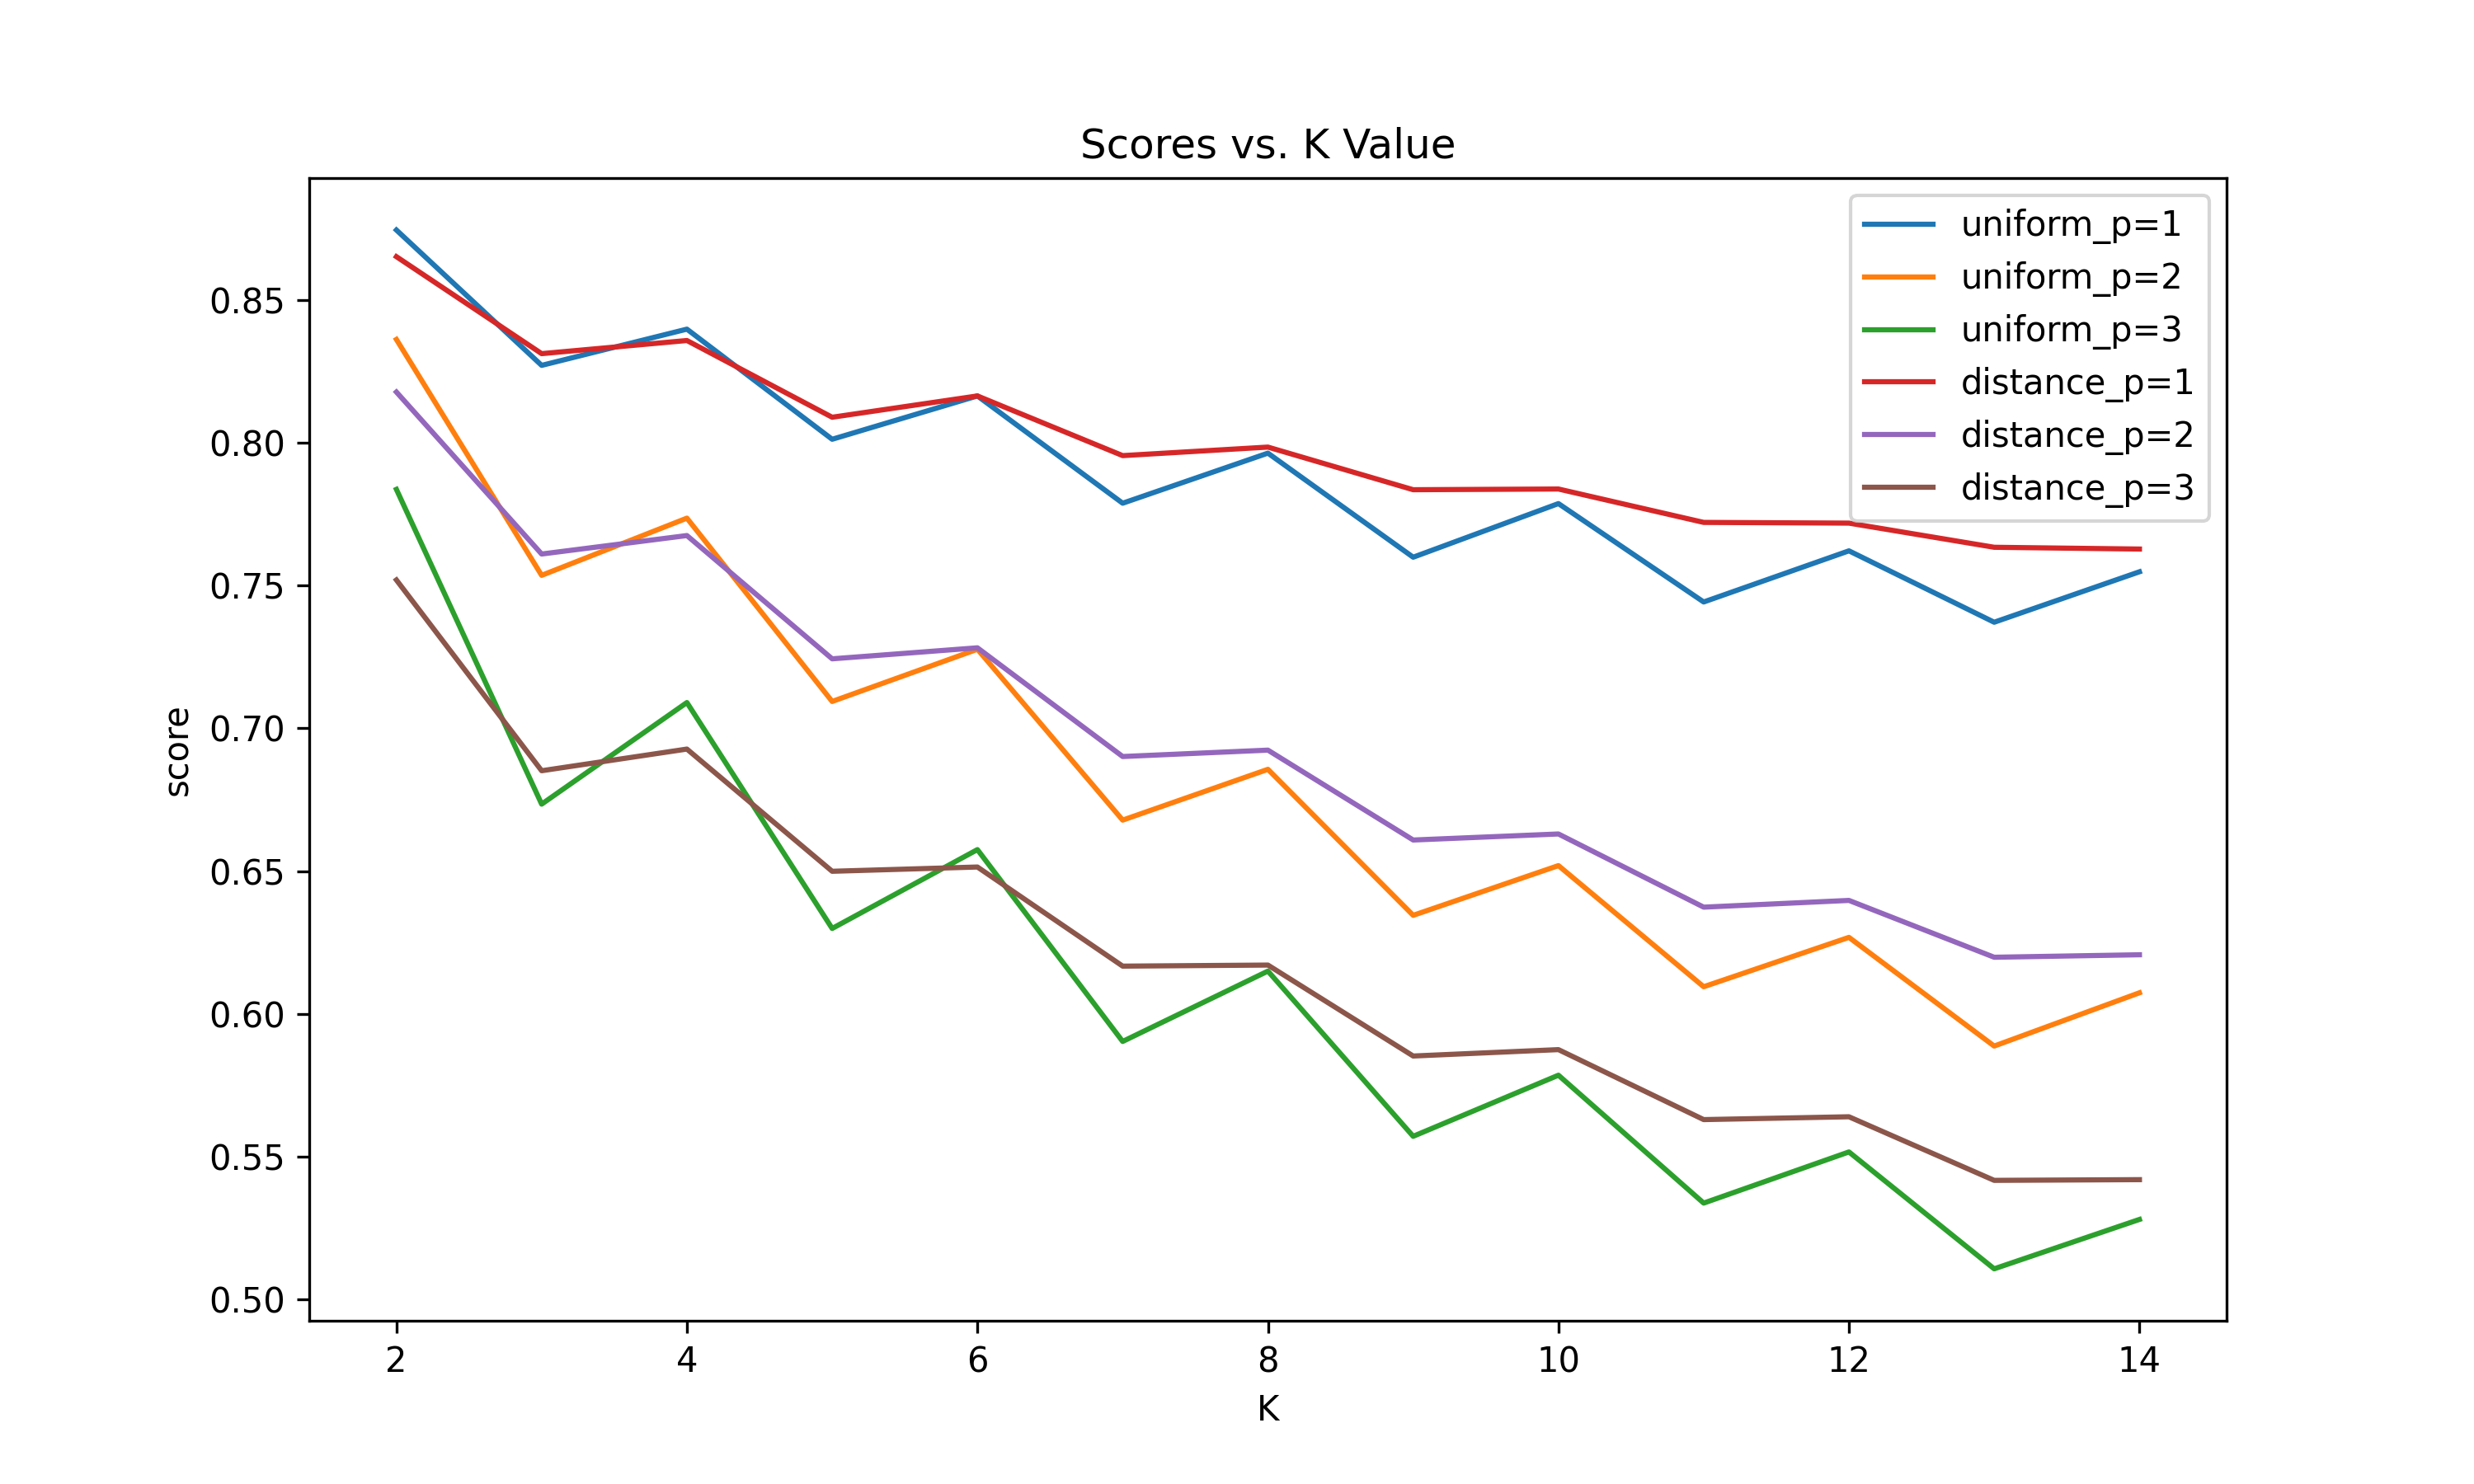 Scores vs. K Value
uniform_p=1
uniform_p=2
uniform_p=3
distance_p=1
distance_p=2
distance_p=3
score
0.85
0.80
0.75
0.70
0.65
0.60
0.55
0.50
2 4 6 8 10 12 14
K